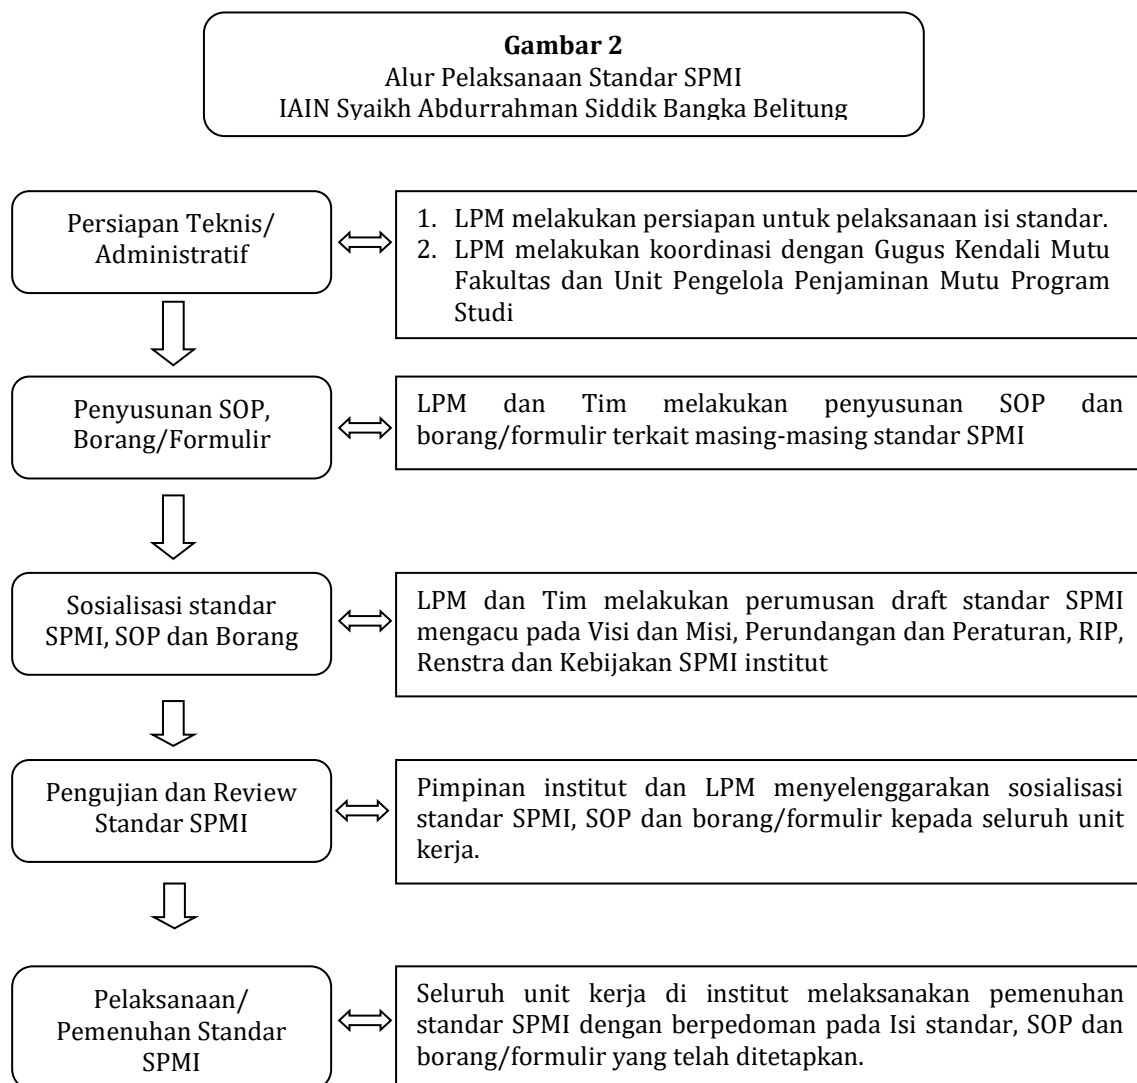 Gambar 2
Alur Pelaksanaan Standar SPMI
IAIN Syaikh Abdurrahman Siddik Bangka Belitung
Persiapan Teknis/
Administratif
1. LPM melakukan persiapan untuk pelaksanaan isi standar.
2. LPM melakukan koordinasi dengan Gugus Kendali Mutu
Fakultas dan Unit Pengelola Penjaminan Mutu Program
Studi
Penyusunan SOP,
Borang/Formulir
LPM dan Tim melakukan penyusunan SOP dan
borang/formulir terkait masing-masing standar SPMI
Sosialisasi standar
SPMI, SOP dan Borang
LPM dan Tim melakukan perumusan draft standar SPMI
mengacu pada Visi dan Misi, Perundangan dan Peraturan, RIP,
Renstra dan Kebijakan SPMI institut
Pengujian dan Review
Standar SPMI
Pimpinan institut dan LPM menyelenggarakan sosialisasi
standar SPMI, SOP dan borang/formulir kepada seluruh unit
kerja.
Pelaksanaan/
Pemenuhan Standar
SPMI
Seluruh unit kerja di institut melaksanakan pemenuhan
standar SPMI dengan berpedoman pada Isi standar, SOP dan
borang/formulir yang telah ditetapkan.